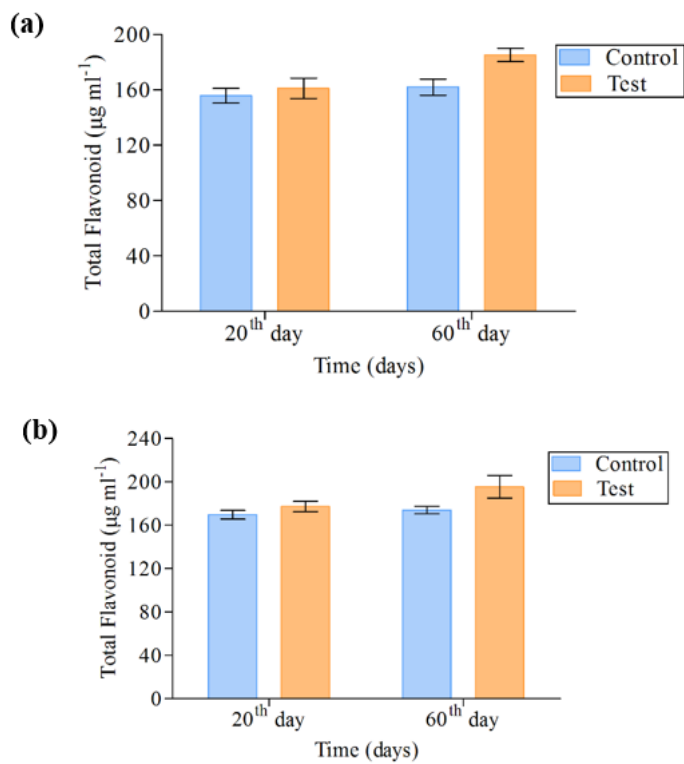 (a)
Total Flavonoid (µg ml⁻¹)
200
160
120
80
40
0
20th day
60th day
Time (days)
Control
Test
(b)
Total Flavonoid (µg ml⁻¹)
240
200
160
120
80
40
0
20th day
60th day
Time (days)
Control
Test